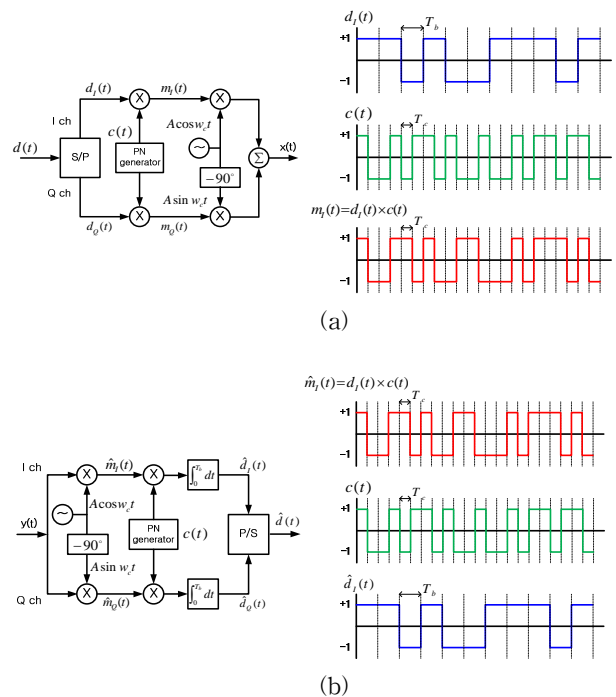 d_I(t)
T_b
+1
−1
c(t)
T_c
+1
−1
m_I(t)=d_I(t)×c(t)
T_c
+1
−1
d_I(t)
m_I(t)
I ch
c(t)
Acosw_ct
d(t)
S/P
PN
generator
~
Σ
x(t)
−90°
Q ch
Asin w_ct
d_Q(t)
m_Q(t)
X
X
X
X
(a)
m̂_I(t)=d_I(t)×c(t)
T_c
+1
−1
c(t)
T_c
+1
−1
d̂_I(t)
T_b
+1
−1
I ch
m̂_I(t)
∫_0^{T_b} dt
d̂_I(t)
Acosw_ct
y(t)
~
PN
generator
c(t)
P/S
d̂(t)
−90°
Asin w_ct
Q ch
m̂_Q(t)
∫_0^{T_b} dt
d̂_Q(t)
X
X
X
X
(b)